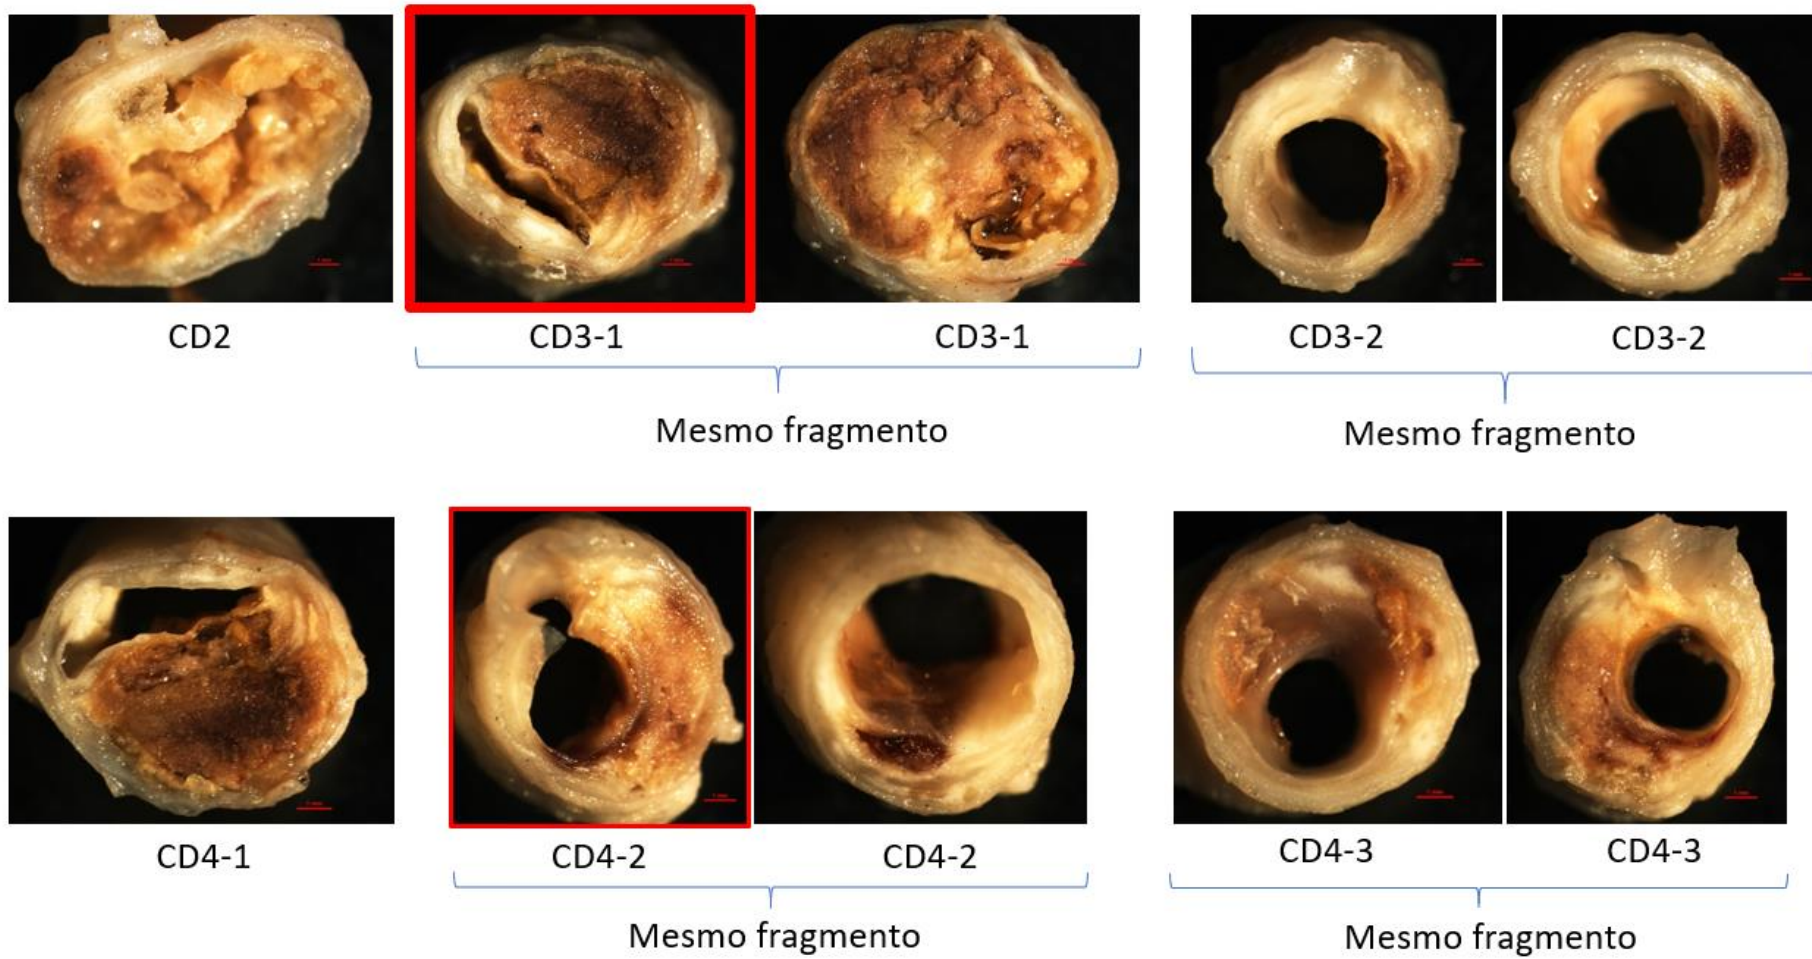 CD2
CD3-1
CD3-1
CD3-2
CD3-2
Mesmo fragmento
Mesmo fragmento
CD4-1
CD4-2
CD4-2
CD4-3
CD4-3
Mesmo fragmento
Mesmo fragmento